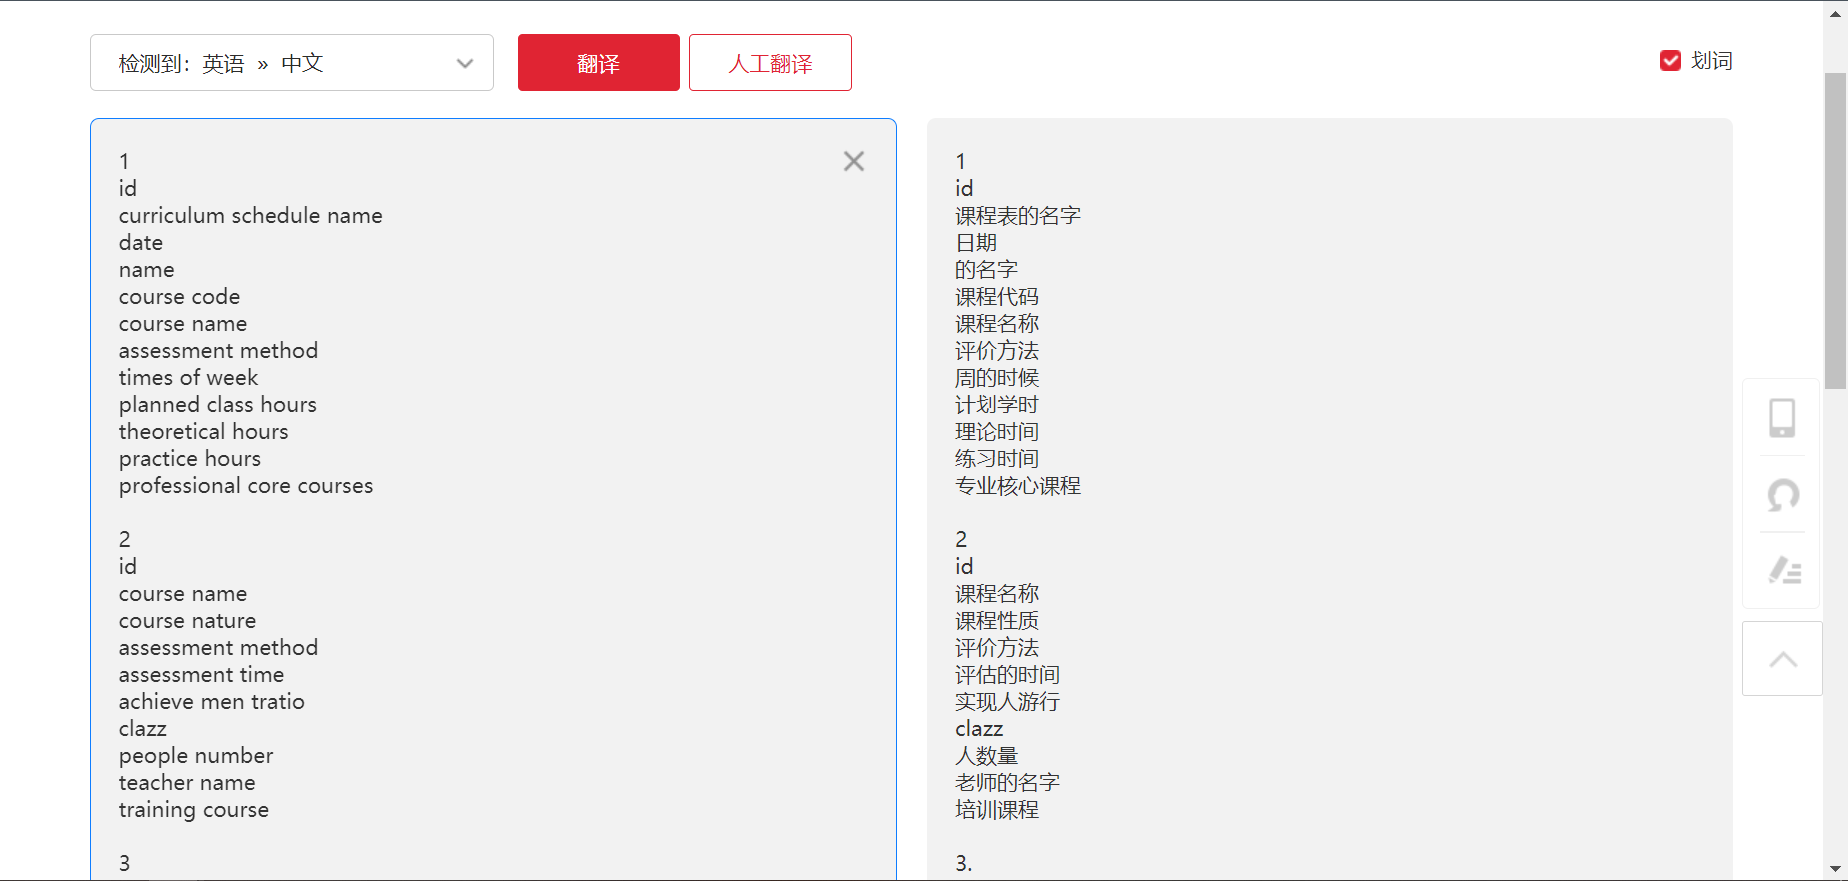 检测到：英语 » 中文
翻译
人工翻译
划词
1
id
curriculum schedule name
date
name
course code
course name
assessment method
times of week
planned class hours
theoretical hours
practice hours
professional core courses
2
id
course name
course nature
assessment method
assessment time
achieve men tratio
clazz
people number
teacher name
training course
3
1
id
课程表的名字
日期
的名字
课程代码
课程名称
评价方法
周的时候
计划学时
理论时间
练习时间
专业核心课程
2
id
课程名称
课程性质
评价方法
评估的时间
实现人游行
clazz
人数量
老师的名字
培训课程
3.